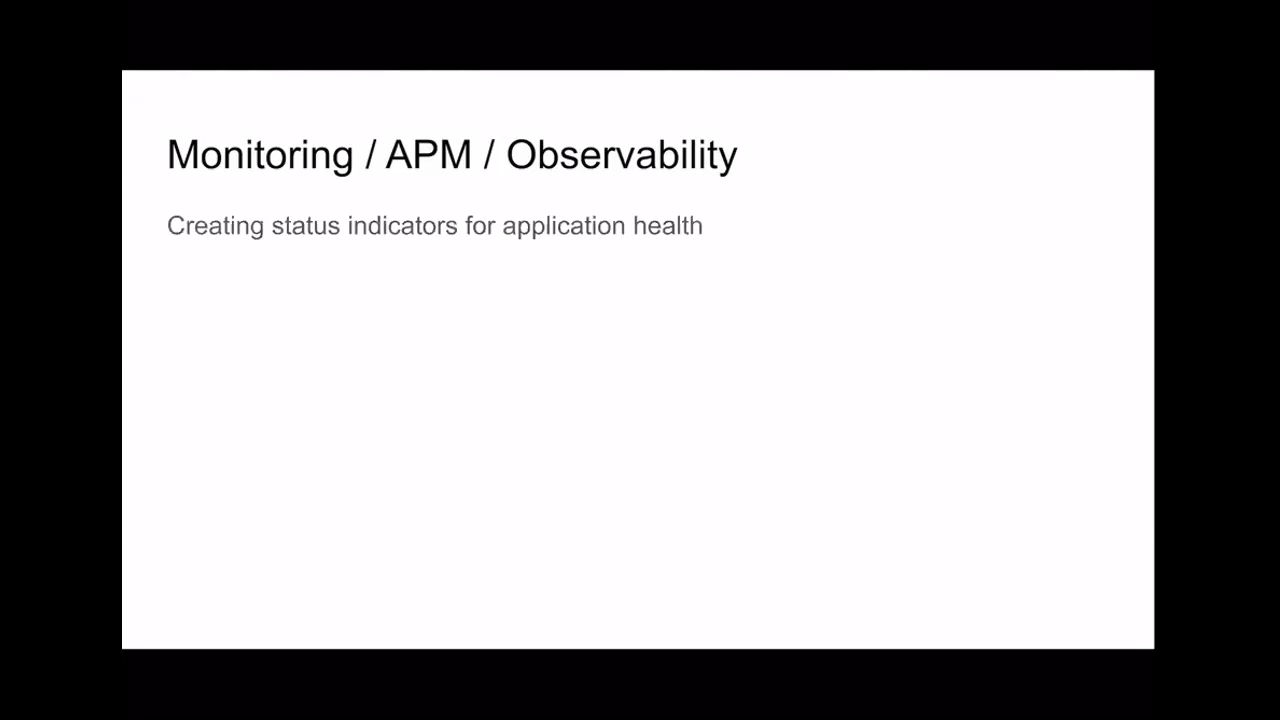 Monitoring / APM / Observability
Creating status indicators for application health